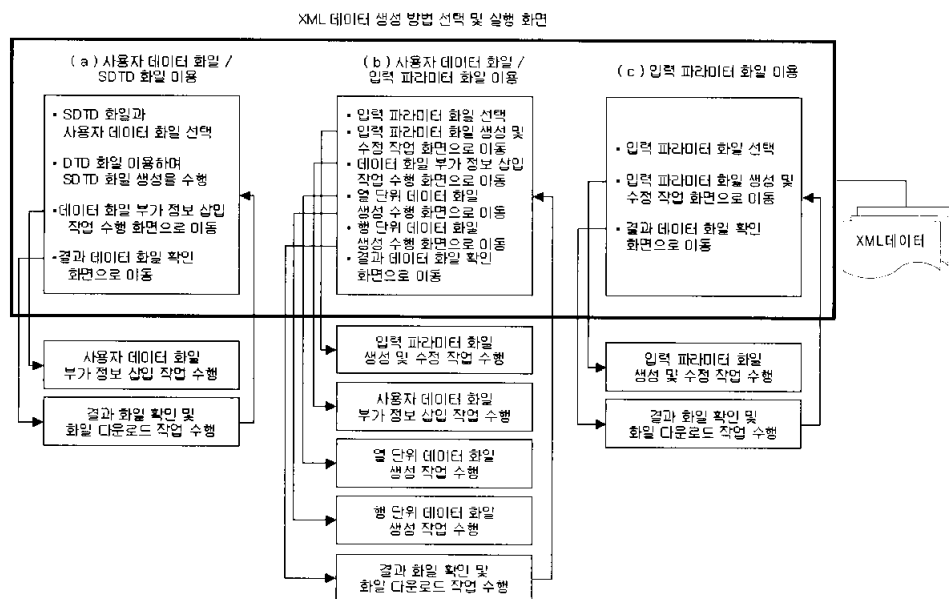 XML 데이터 생성 방법 선택 및 실행 화면
( a ) 사용자 데이터 화일 /
SDTD 화일 이용
• SDTD 화일과
사용자 데이터 화일 선택
• DTD 화일 이용하며
SDTD 화일 생성을 수행
• 데이터 화일 부가 정보 삽입
작업 수행 화면으로 이동
• 결과 데이터 화일 확인
화면으로 이동
사용자 데이터 화일
부가 정보 삽입 작업 수행
결과 화일 확인 및
화일 다운로드 작업 수행
( b ) 사용자 데이터 화일 /
입력 파라미터 화일 이용
• 입력 파라미터 화일 선택
• 입력 파라미터 화일 생성 및
수정 작업 화면으로 이동
• 데이터 화일 부가 정보 삽입
작업 수행 화면으로 이동
• 열 단위 데이터 화일
생성 수행 화면으로 이동
• 행 단위 데이터 화일
생성 수행 화면으로 이동
• 결과 데이터 화일 확인
화면으로 이동
입력 파라미터 화일
생성 및 수정 작업 수행
사용자 데이터 화일
부가 정보 삽입 작업 수행
열 단위 데이터 화일
생성 작업 수행
행 단위 데이터 화일
생성 작업 수행
결과 화일 확인 및
화일 다운로드 작업 수행
( c ) 입력 파라미터 화일 이용
• 입력 파라미터 화일 선택
• 입력 파라미터 화일 생성 및
수정 작업 화면으로 이동
• 결과 데이터 화일 확인
화면으로 이동
입력 파라미터 화일
생성 및 수정 작업 수행
결과 화일 확인 및
화일 다운로드 작업 수행
XML데이터